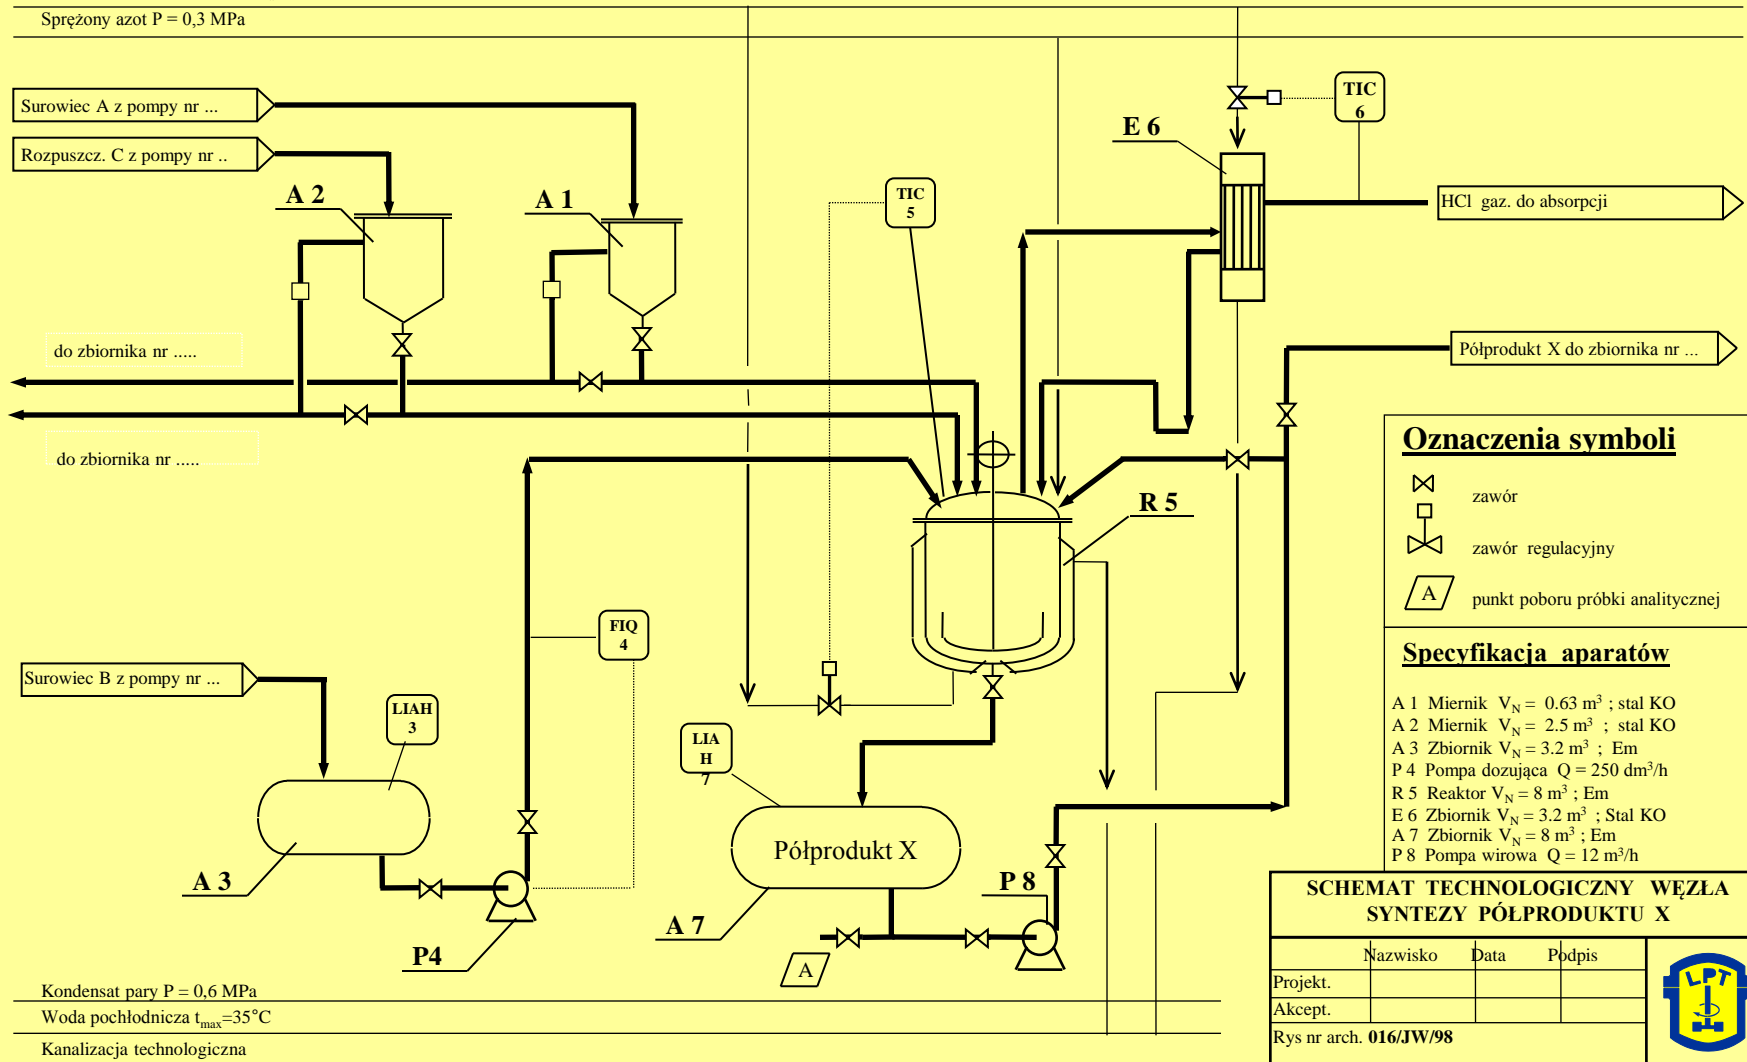 Sprężony azot P = 0,3 MPa
Surowiec A z pompy nr ...
Rozpuszcz. C z pompy nr ..
A 2
A 1
TIC
5
E 6
TIC
6
HCl gaz. do absorpcji
do zbiornika nr .....
do zbiornika nr .....
Półprodukt X do zbiornika nr ...
R 5
FIQ
4
Surowiec B z pompy nr ...
LIAH
3
LIA
H
7
A 3
P4
Półprodukt X
A 7
P 8
A
Oznaczenia symboli
zawór
zawór regulacyjny
A
punkt poboru próbki analitycznej
Specyfikacja aparatów
A 1 Miernik V_N = 0.63 m³ ; stal KO
A 2 Miernik V_N = 2.5 m³ ; stal KO
A 3 Zbiornik V_N = 3.2 m³ ; Em
P 4 Pompa dozująca Q = 250 dm³/h
R 5 Reaktor V_N = 8 m³ ; Em
E 6 Zbiornik V_N = 3.2 m³ ; Stal KO
A 7 Zbiornik V_N = 8 m³ ; Em
P 8 Pompa wirowa Q = 12 m³/h
SCHEMAT TECHNOLOGICZNY WĘZŁA
SYNTEZY PÓŁPRODUKTU X
Nazwisko Data Podpis
Projekt.
Akcept.
Rys nr arch. 016/JW/98
LPT
Kondensat pary P = 0,6 MPa
Woda pochłodnicza t_max=35°C
Kanalizacja technologiczna